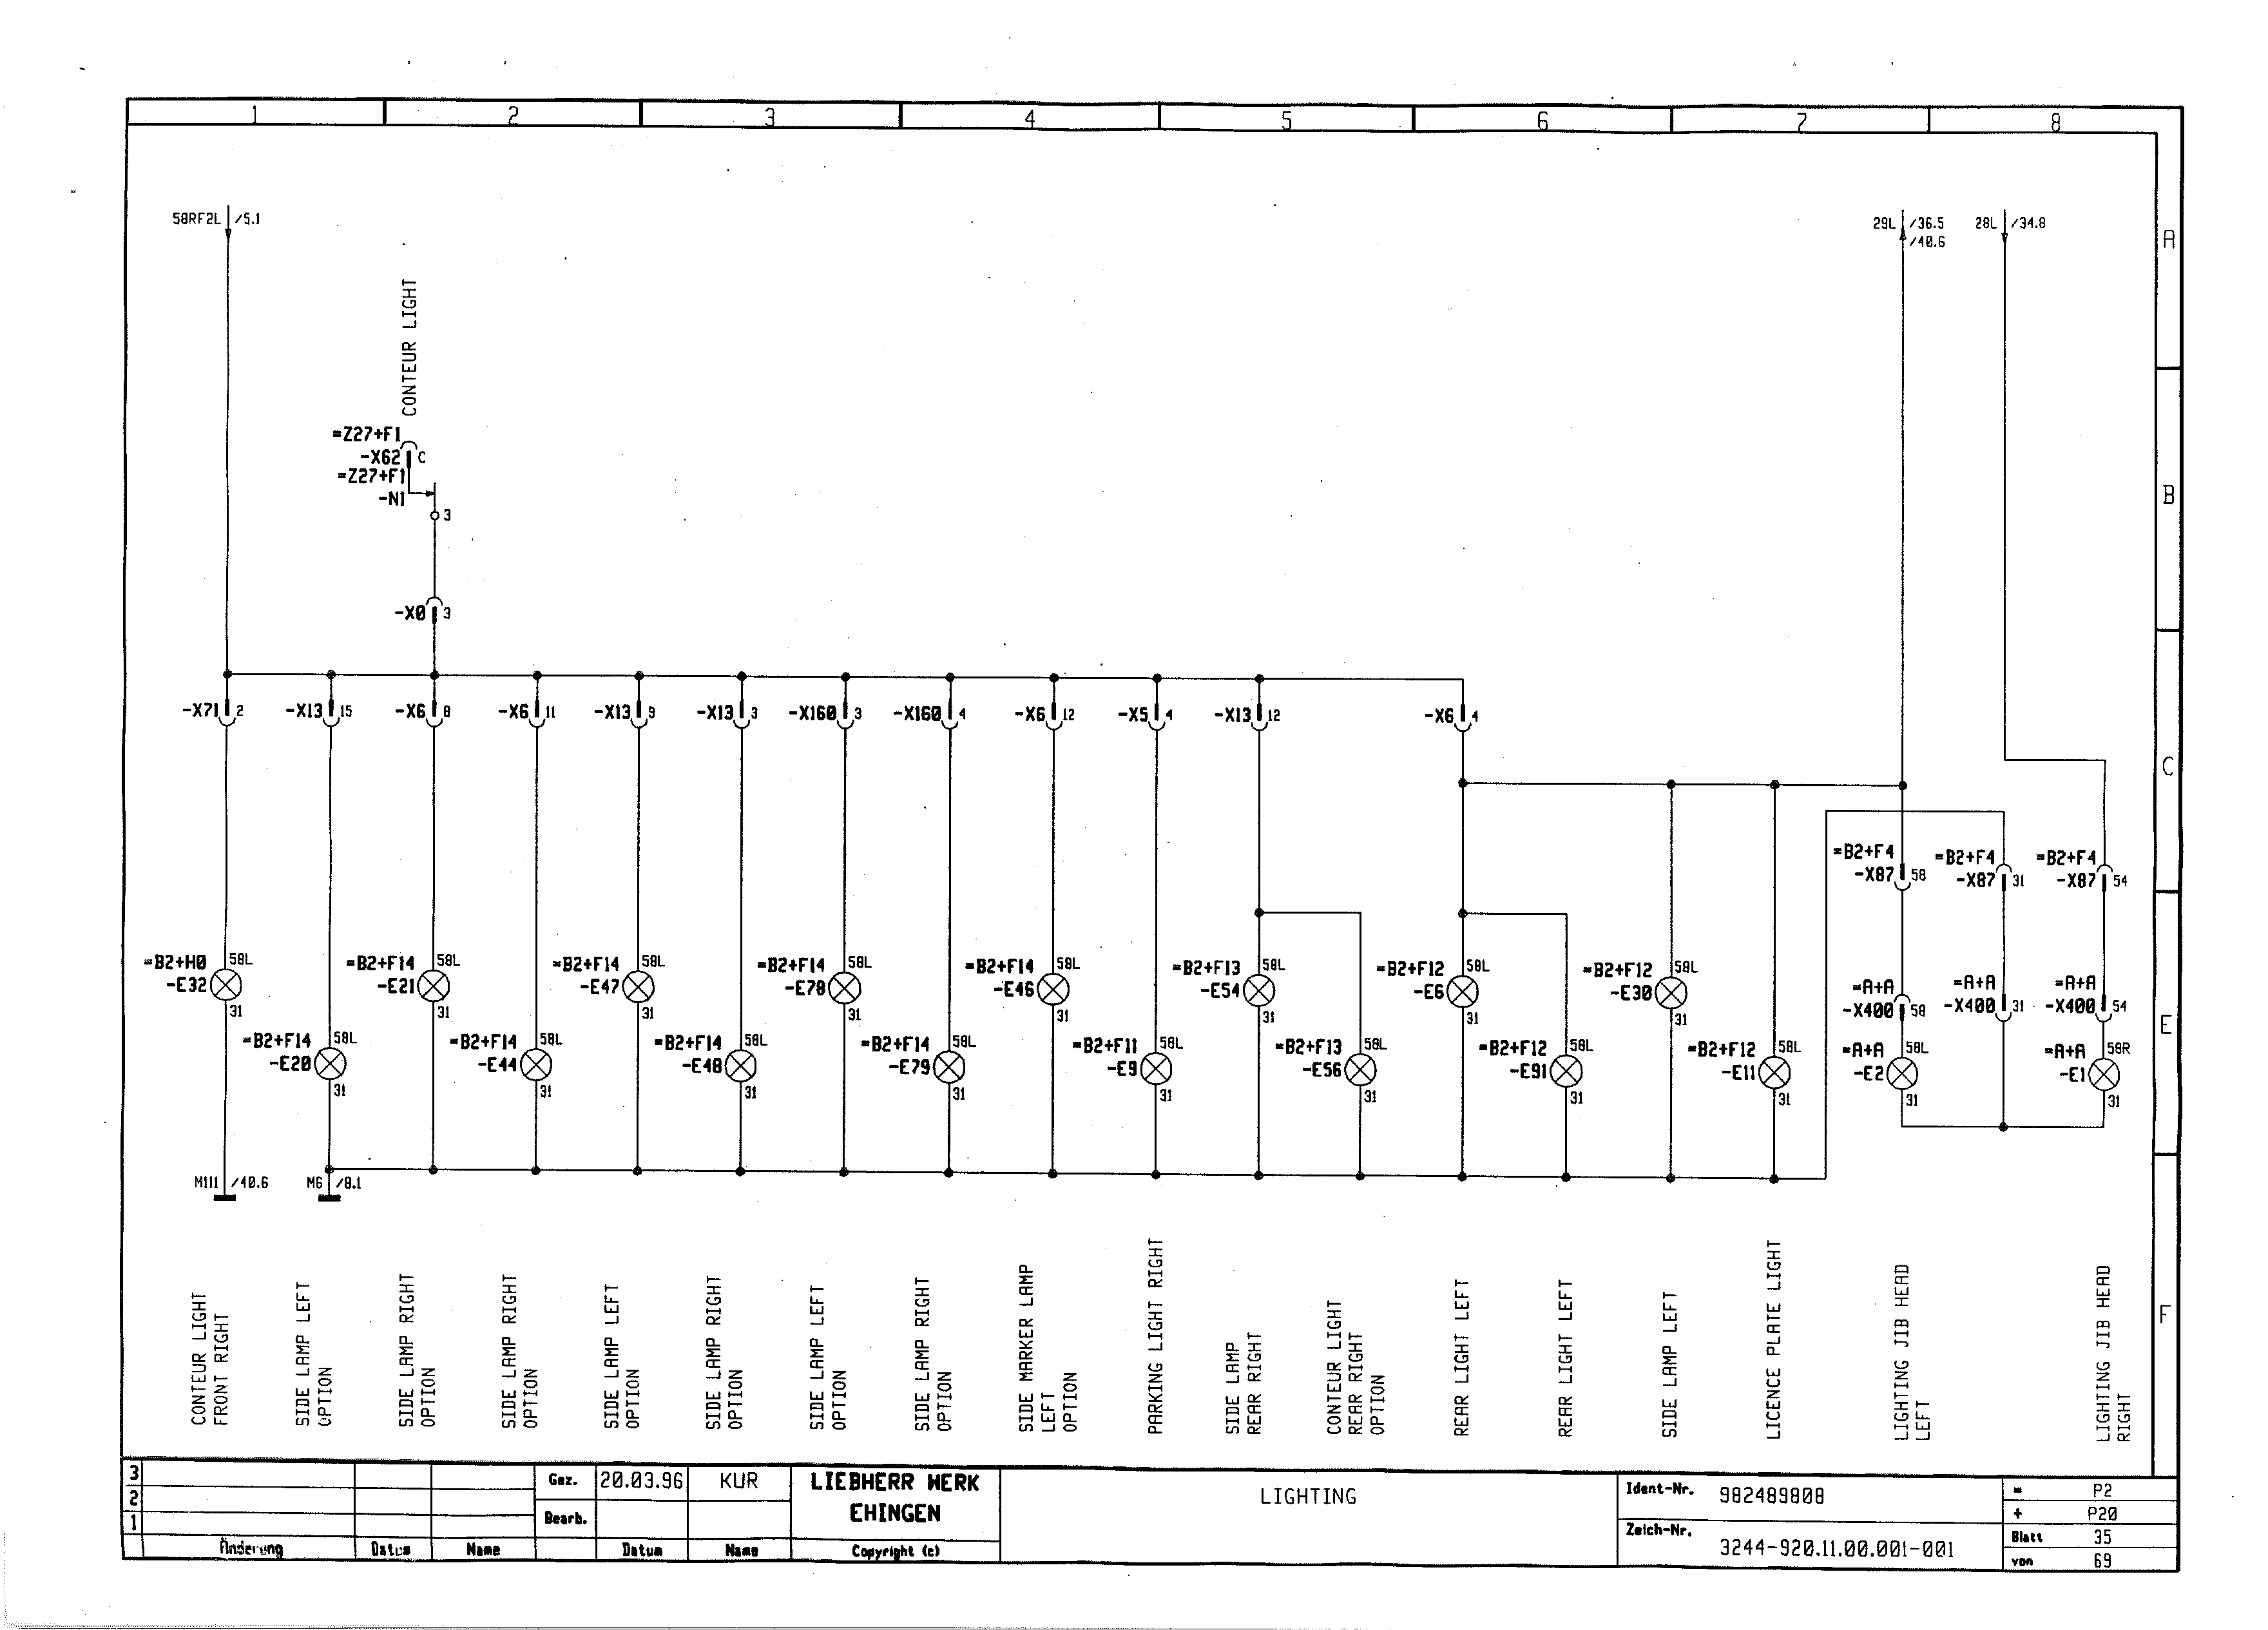 1 2 3 4 5 6 7 8
58RF2L /5.1
29L /36.5
/40.6
28L /34.8
A
CONTEUR LIGHT
=Z27+F1
-X62 C
=Z27+F1
-N1
3
B
-X0 3
-X71 2
-X13 15
-X6 8
-X6 11
-X13 9
-X13 3
-X160 3
-X160 4
-X6 12
-X5 4
-X13 12
-X6 4
C
=B2+F4
-X87 58
=B2+F4
-X87 31
=B2+F4
-X87 54
=B2+H0 58L
-E32
31
=B2+F14 58L
-E20
31
=B2+F14 58L
-E21
31
=B2+F14 58L
-E44
31
=B2+F14 58L
-E47
31
=B2+F14 58L
-E48
31
=B2+F14 58L
-E78
31
=B2+F14 58L
-E79
31
=B2+F14 58L
-E46
31
=B2+F11 58L
-E9
31
=B2+F13 58L
-E54
31
=B2+F13 58L
-E56
31
=B2+F12 58L
-E6
31
=B2+F12 58L
-E91
31
=B2+F12 58L
-E30
31
=B2+F12 58L
-E11
31
=A+A
-X400 58
=A+A 58L
-E2
31
=A+A
-X400 31
=A+A
-X400 54
=A+A 58R
-E1
31
E
M111 /40.6
M6 /8.1
F
CONTEUR LIGHT
FRONT RIGHT
SIDE LAMP LEFT
OPTION
SIDE LAMP RIGHT
OPTION
SIDE LAMP RIGHT
OPTION
SIDE LAMP LEFT
OPTION
SIDE LAMP RIGHT
OPTION
SIDE LAMP LEFT
OPTION
SIDE LAMP RIGHT
OPTION
SIDE MARKER LAMP
LEFT
OPTION
PARKING LIGHT RIGHT
SIDE LAMP
REAR RIGHT
CONTEUR LIGHT
REAR RIGHT
OPTION
REAR LIGHT LEFT
REAR LIGHT LEFT
SIDE LAMP LEFT
LICENCE PLATE LIGHT
LIGHTING JIB HEAD
LEFT
LIGHTING JIB HEAD
RIGHT
3
2
1
Änderung Datum Name
Gez. 20.03.96 KUR
Bearb.
Datum Name
LIEBHERR WERK
EHINGEN
Copyright (c)
LIGHTING
Ident-Nr. 982489808
Zeich-Nr. 3244-920.11.00.001-001
= P2
+ P20
Blatt 35
von 69